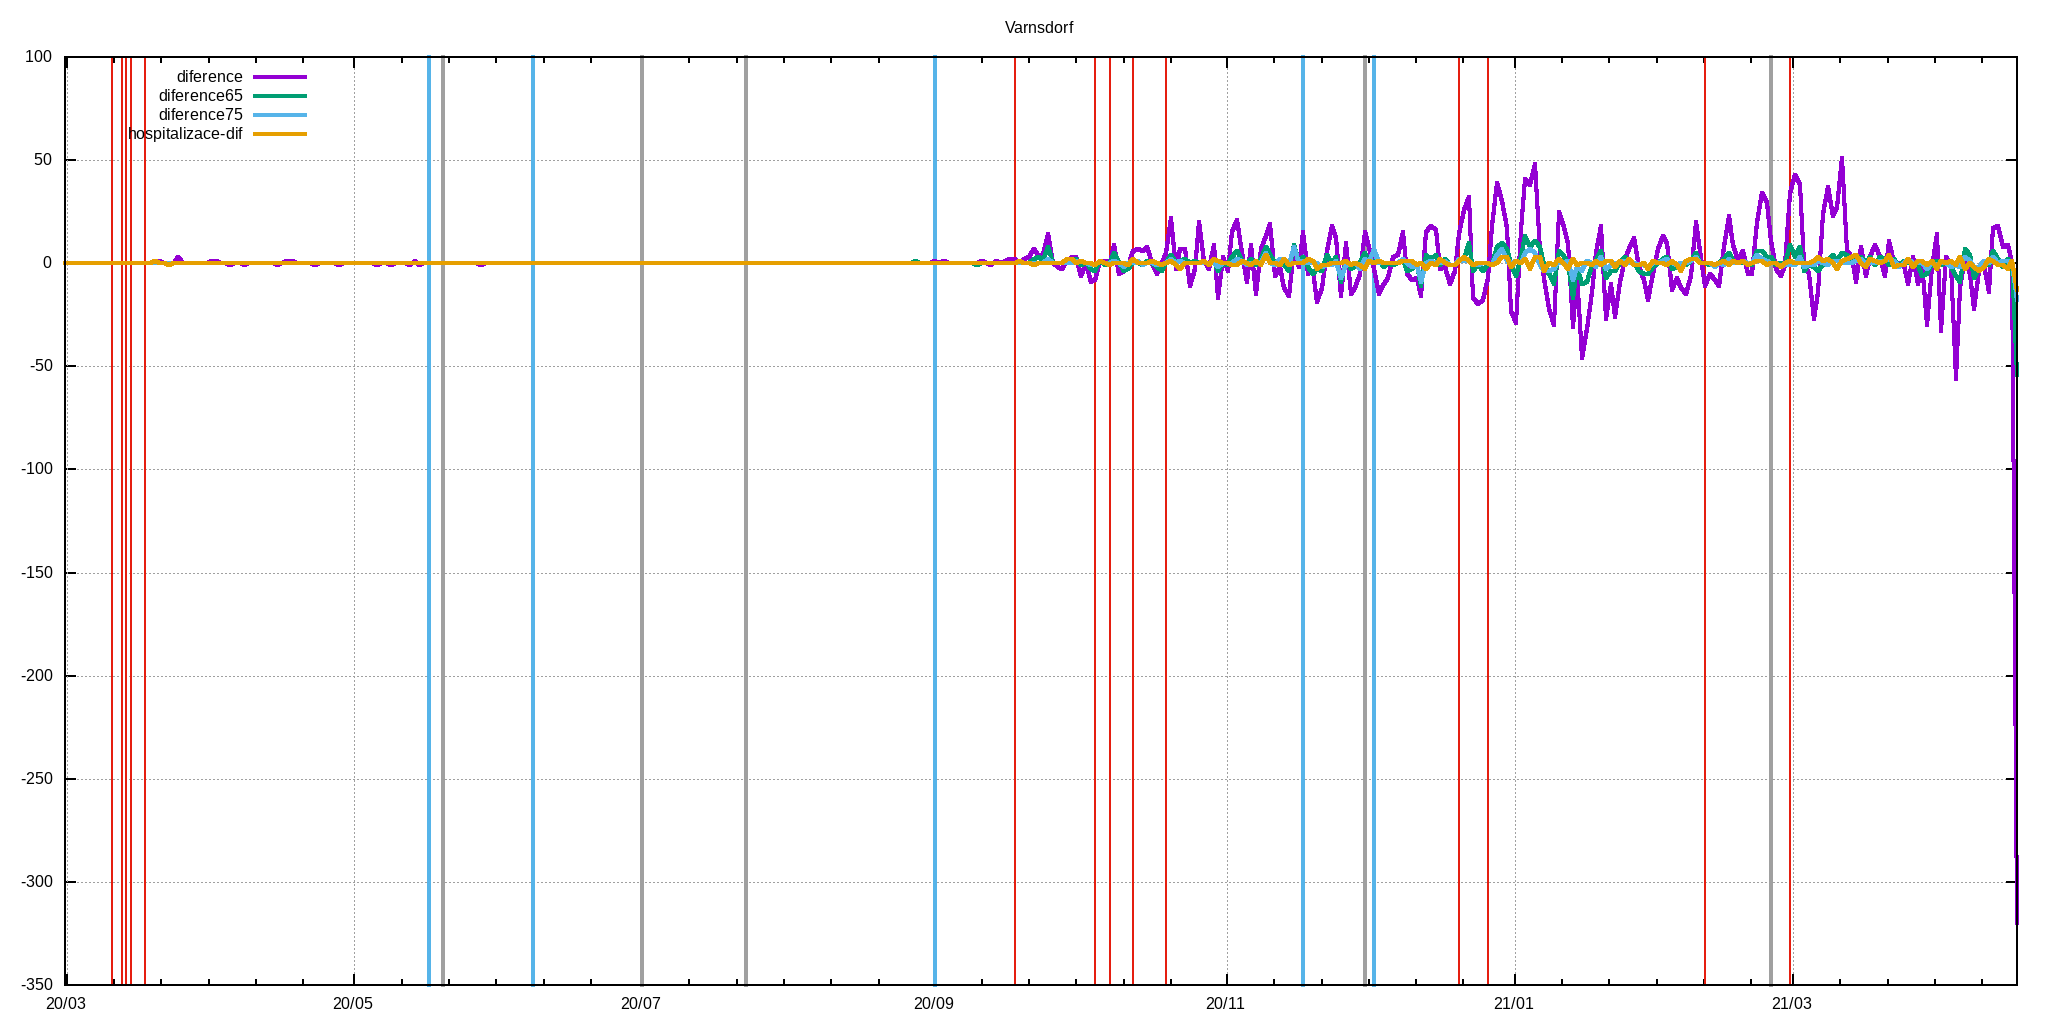 Varnsdorf
100
50
0
-50
-100
-150
-200
-250
-300
-350
diference
diference65
diference75
hospitalizace-dif
20/03 20/05 20/07 20/09 20/11 21/01 21/03